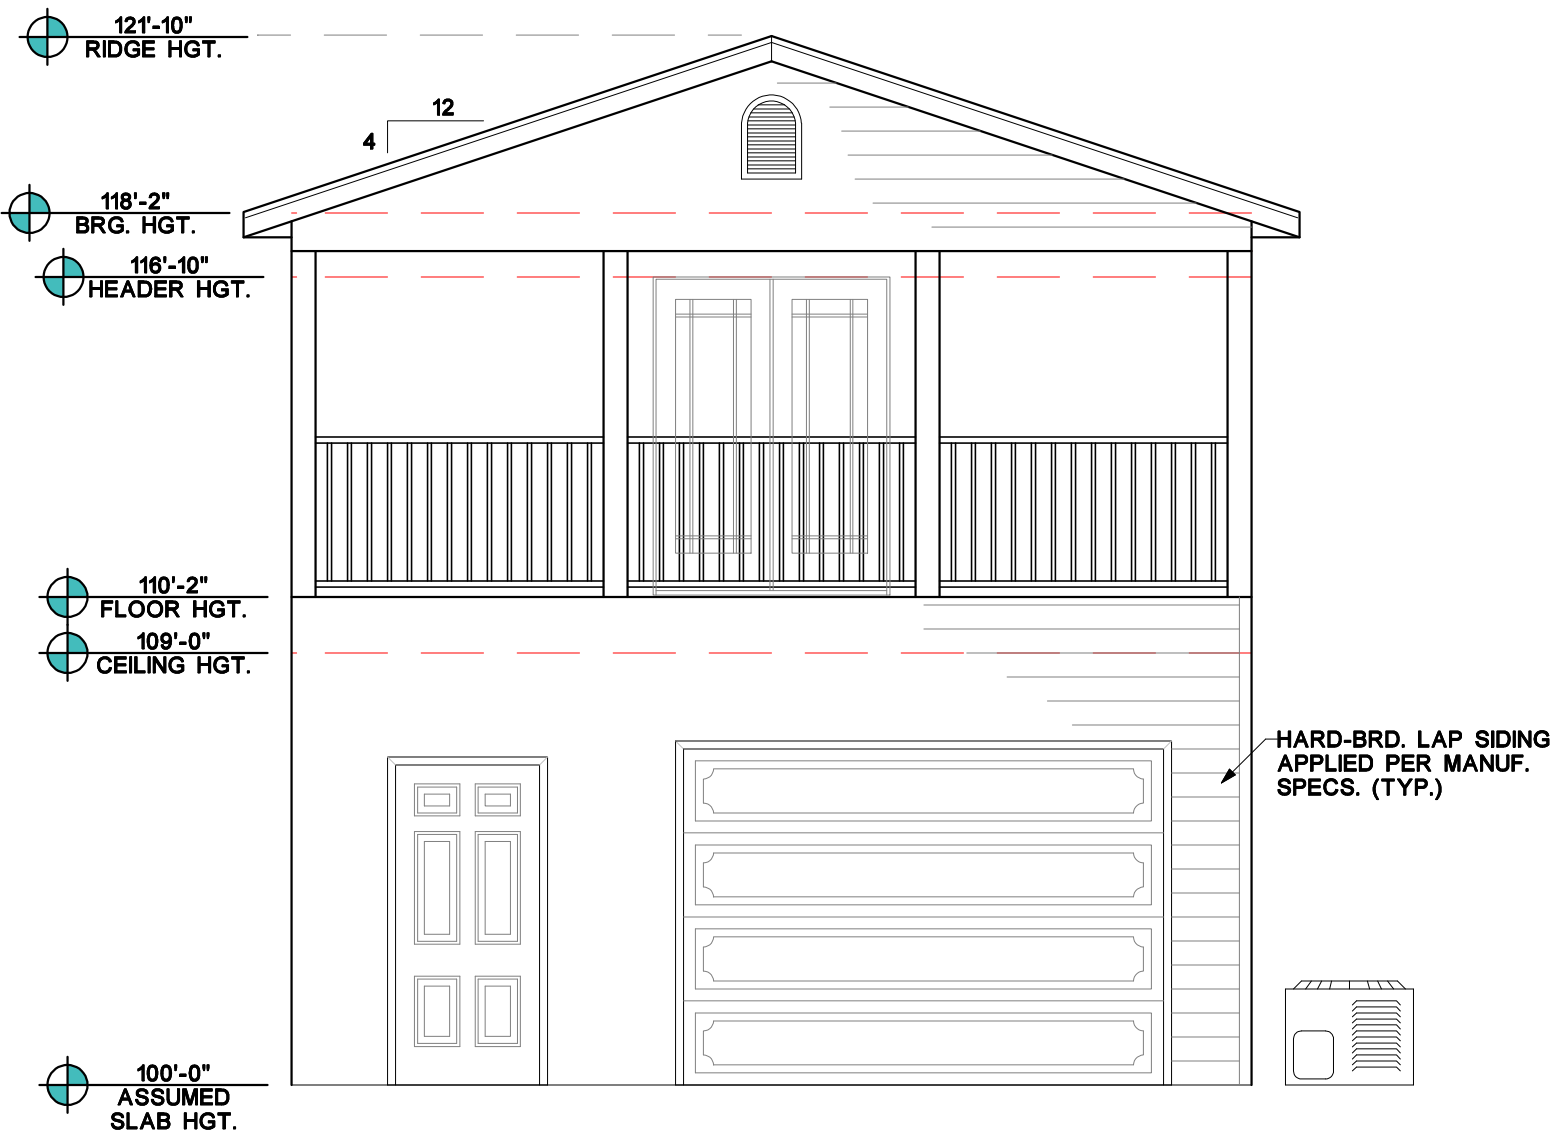 121'-10"
RIDGE HGT.
12
4
118'-2"
BRG. HGT.
116'-10"
HEADER HGT.
110'-2"
FLOOR HGT.
109'-0"
CEILING HGT.
HARD-BRD. LAP SIDING
APPLIED PER MANUF.
SPECS. (TYP.)
100'-0"
ASSUMED
SLAB HGT.